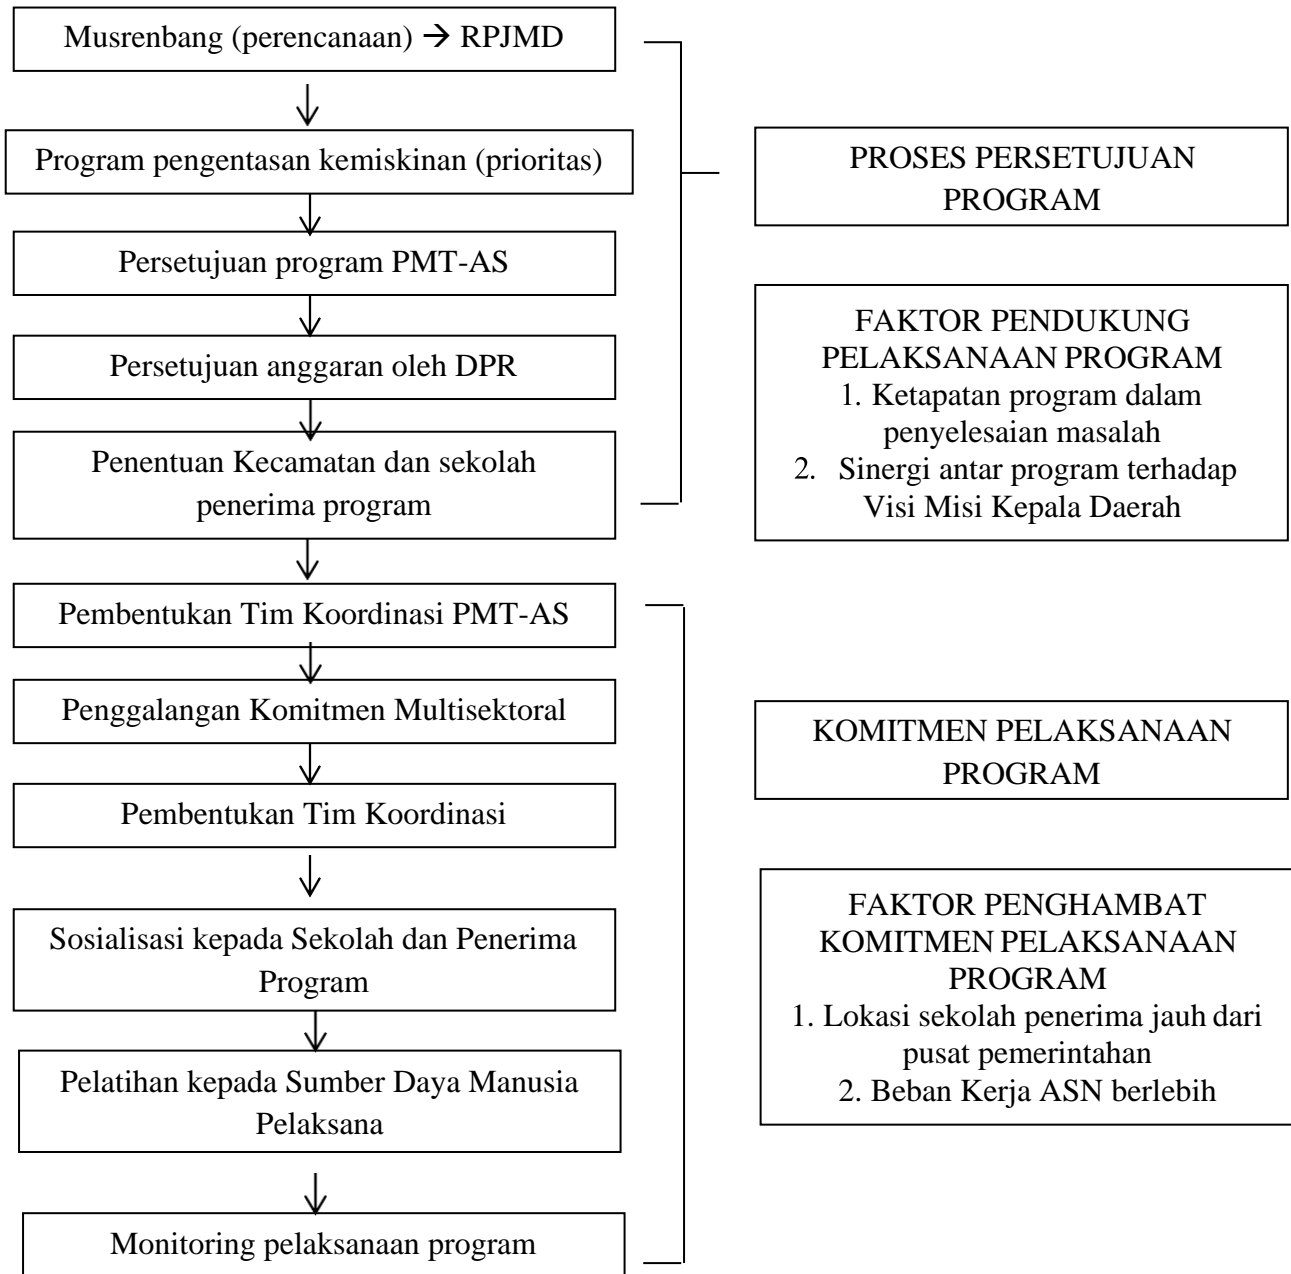 Musrenbang (perencanaan) → RPJMD
Program pengentasan kemiskinan (prioritas)
Persetujuan program PMT-AS
Persetujuan anggaran oleh DPR
Penentuan Kecamatan dan sekolah
penerima program
Pembentukan Tim Koordinasi PMT-AS
Penggalangan Komitmen Multisektoral
Pembentukan Tim Koordinasi
Sosialisasi kepada Sekolah dan Penerima
Program
Pelatihan kepada Sumber Daya Manusia
Pelaksana
Monitoring pelaksanaan program
PROSES PERSETUJUAN
PROGRAM
FAKTOR PENDUKUNG
PELAKSANAAN PROGRAM
1. Ketapatan program dalam
penyelesaian masalah
2. Sinergi antar program terhadap
Visi Misi Kepala Daerah
KOMITMEN PELAKSANAAN
PROGRAM
FAKTOR PENGHAMBAT
KOMITMEN PELAKSANAAN
PROGRAM
1. Lokasi sekolah penerima jauh dari
pusat pemerintahan
2. Beban Kerja ASN berlebih